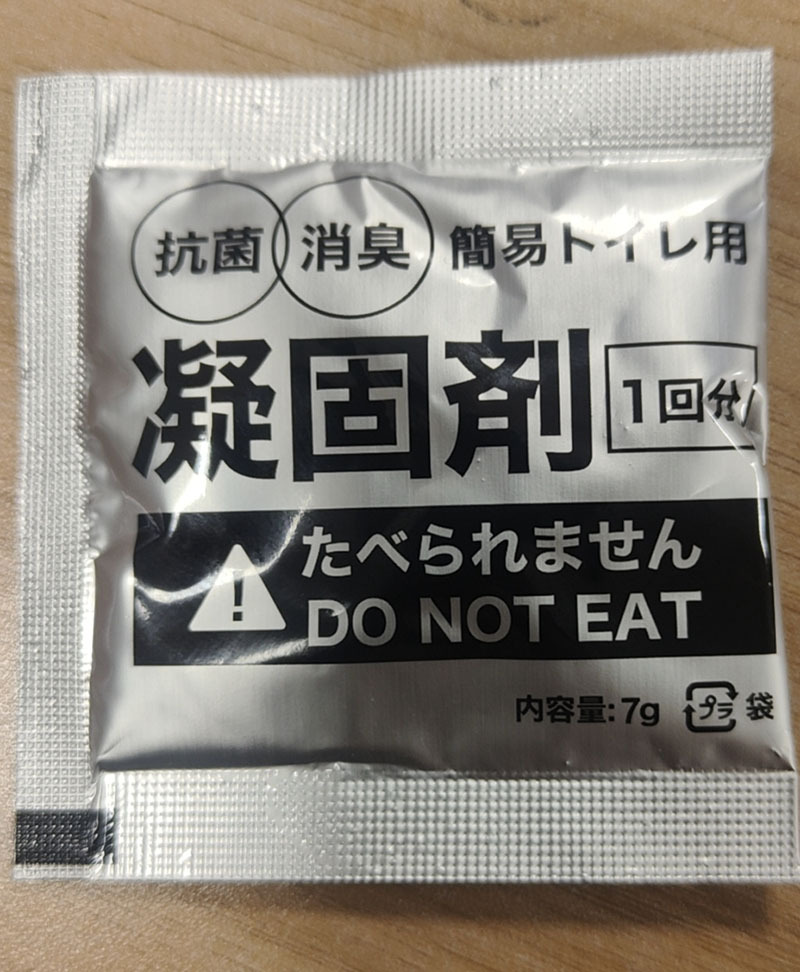 抗菌 消臭 簡易トイレ用
凝固剤 1回分
たべられません
DO NOT EAT
内容量:7g プラ 袋